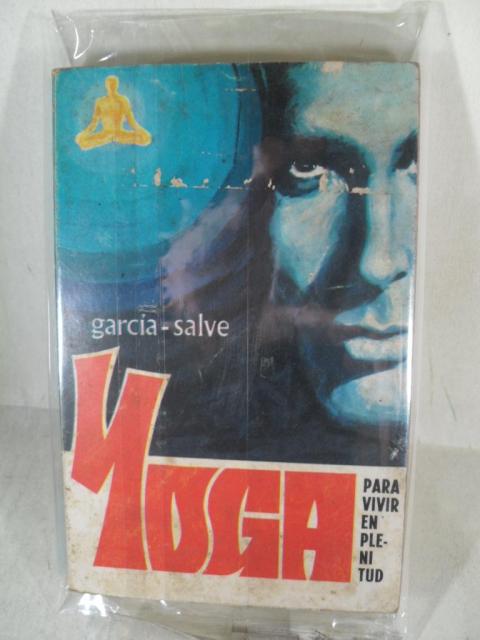 garcia-salve
YOGA
PARA
VIVIR
EN
PLE-
NI
TUD